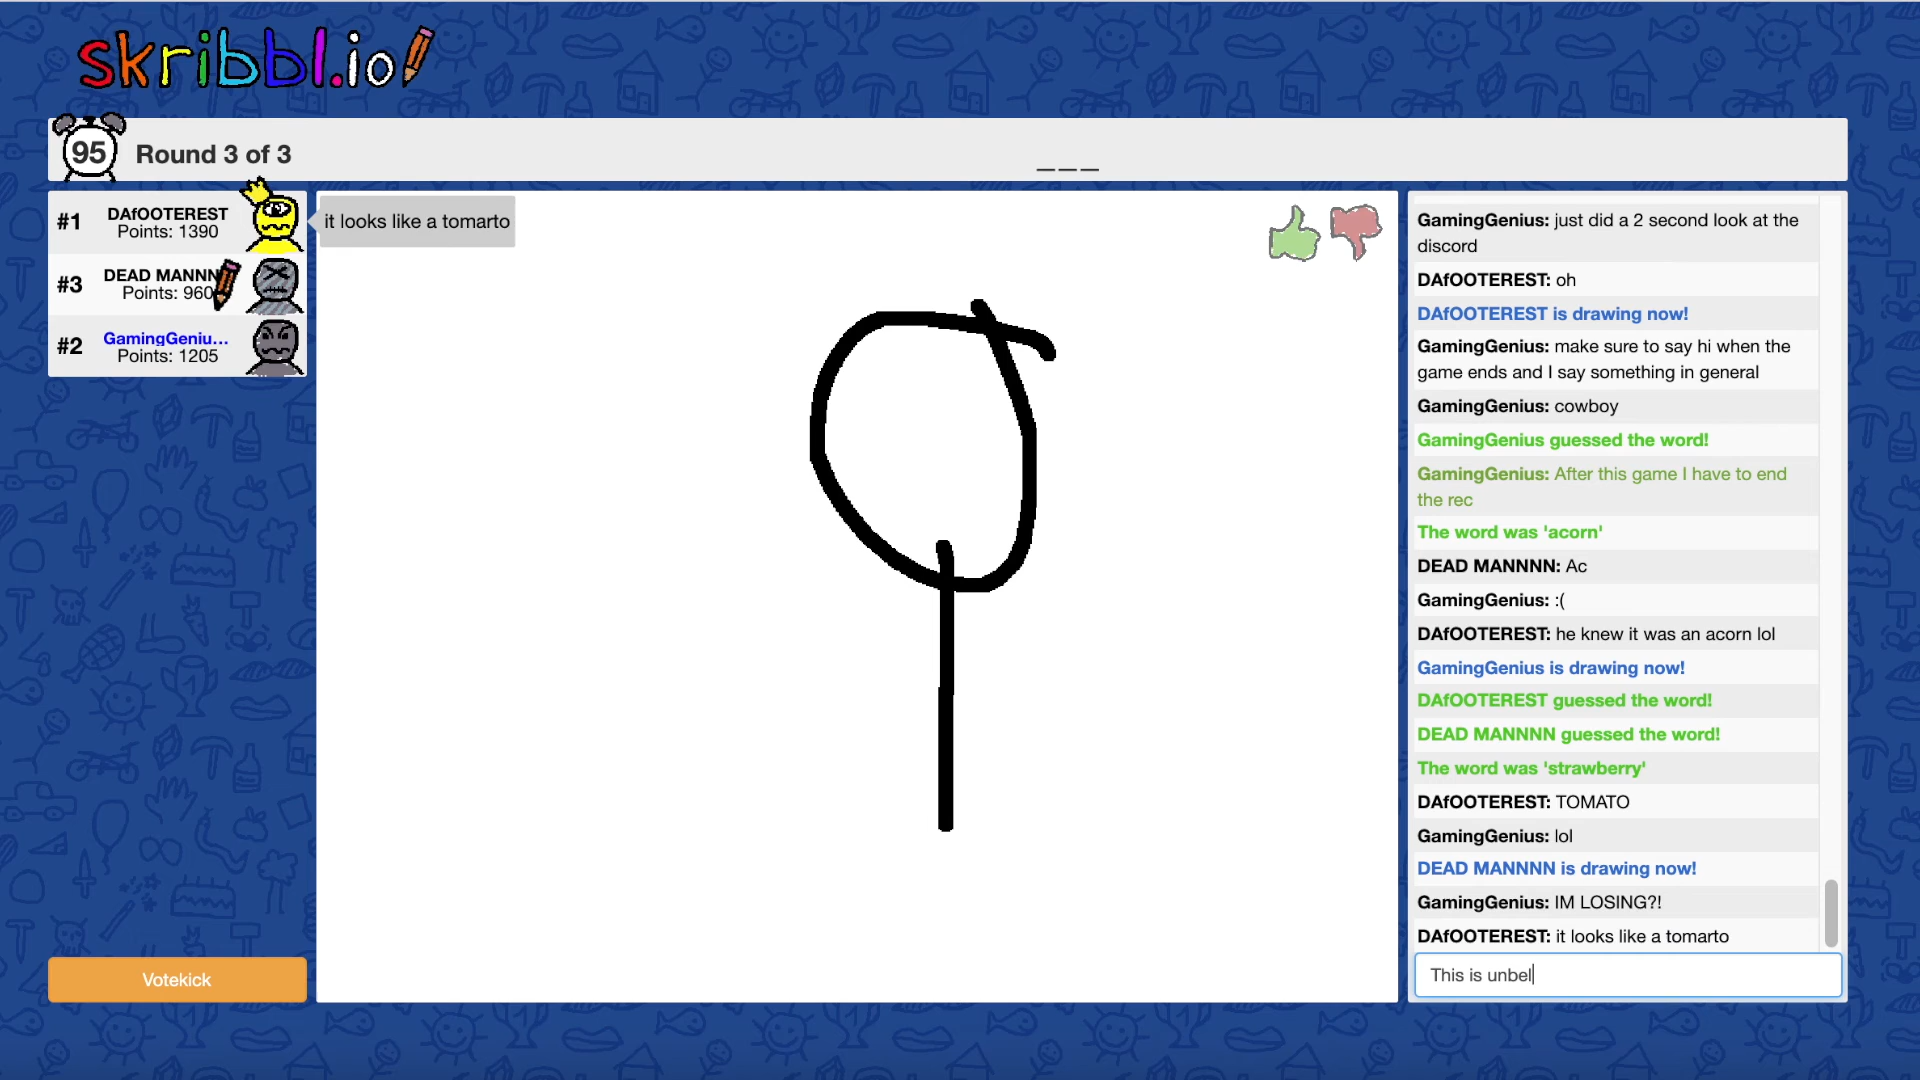 skribbl.io
95
Round 3 of 3
_ _ _
#1
DAfOOTEREST
Points: 1390
#3
DEAD MANNN
Points: 960
#2
GamingGeniu...
Points: 1205
it looks like a tomarto
GamingGenius: just did a 2 second look at the
discord
DAfOOTEREST: oh
DAfOOTEREST is drawing now!
GamingGenius: make sure to say hi when the
game ends and I say something in general
GamingGenius: cowboy
GamingGenius guessed the word!
GamingGenius: After this game I have to end
the rec
The word was 'acorn'
DEAD MANNNN: Ac
GamingGenius: :(
DAfOOTEREST: he knew it was an acorn lol
GamingGenius is drawing now!
DAfOOTEREST guessed the word!
DEAD MANNNN guessed the word!
The word was 'strawberry'
DAfOOTEREST: TOMATO
GamingGenius: lol
DEAD MANNNN is drawing now!
GamingGenius: IM LOSING?!
DAfOOTEREST: it looks like a tomarto
This is unbel
Votekick